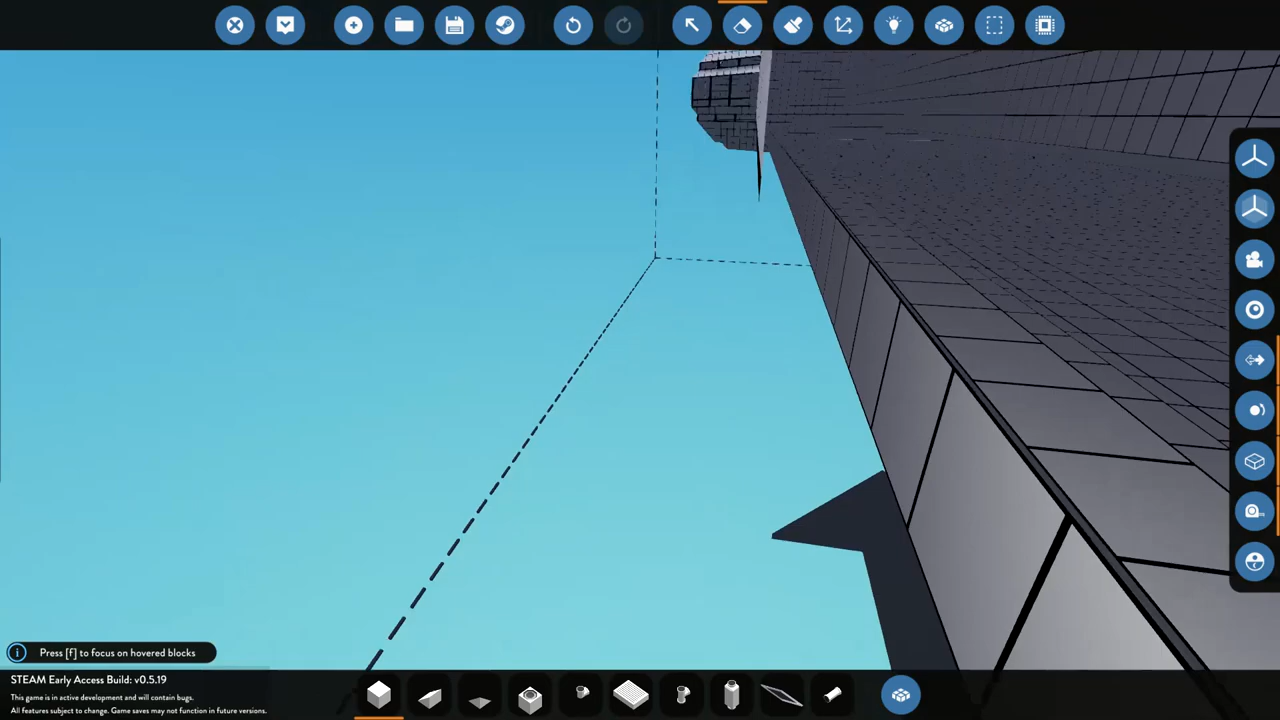 Press [f] to focus on hovered blocks
STEAM Early Access Build: v0.5.19
This game is in active development and will contain bugs.
All features subject to change. Game saves may not function in future versions.